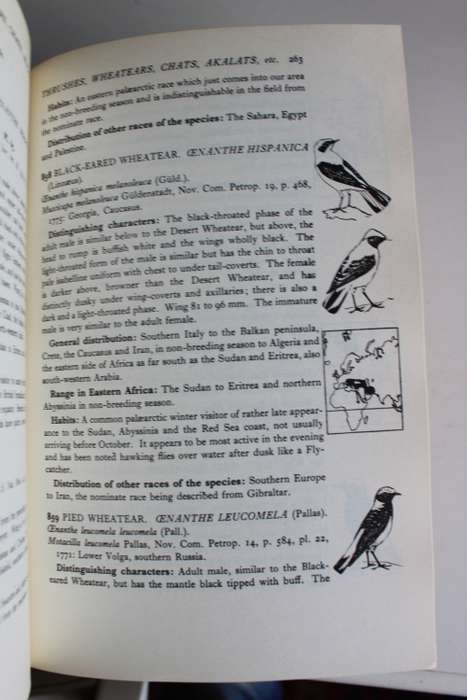 THRUSHES, WHEATEARS, CHATS, AKALATS, etc. 263
Habits: An eastern palæarctic race which just comes into our area
in the non-breeding season and is indistinguishable in the field from
the nominate race.
Distribution of other races of the species: The Sahara, Egypt
and Palestine.
858 BLACK-EARED WHEATEAR. ŒNANTHE HISPANICA
(Linnæus).
Œnanthe hispanica melanoleuca (Güld.).
Muscicapa melanoleuca Güldenstadt, Nov. Com. Petrop. 19, p. 468,
1775: Georgia, Caucasus.
Distinguishing characters: The black-throated phase of the
adult male is similar below to the Desert Wheatear, but above, the
head to rump is buffish white and the wings wholly black. The
light-throated form of the male is similar but has the chin to throat
pale isabelline uniform with chest to under tail-coverts. The female
is darker above, browner than the Desert Wheatear, and has
distinctly dusky under wing-coverts and axillaries; there is also a
dark and a light-throated phase. Wing 81 to 96 mm. The immature
male is very similar to the adult female.
General distribution: Southern Italy to the Balkan peninsula,
Crete, the Caucasus and Iran, in non-breeding season to Algeria and
the eastern side of Africa as far south as the Sudan and Eritrea, also
south-western Arabia.
Range in Eastern Africa: The Sudan to Eritrea and northern
Abyssinia in non-breeding season.
Habits: A common palæarctic winter visitor of rather late appear-
ance to the Sudan, Abyssinia and the Red Sea coast, not usually
arriving before October. It appears to be most active in the evening
and has been noted hawking flies over water after dusk like a Fly-
catcher.
Distribution of other races of the species: Southern Europe
to Iran, the nominate race being described from Gibraltar.
859 PIED WHEATEAR. ŒNANTHE LEUCOMELA (Pallas).
Œnanthe leucomela leucomela (Pall.).
Motacilla leucomela Pallas, Nov. Com. Petrop. 14, p. 584, pl. 22,
1771: Lower Volga, southern Russia.
Distinguishing characters: Adult male, similar to the Black-
eared Wheatear, but has the mantle black tipped with buff. The